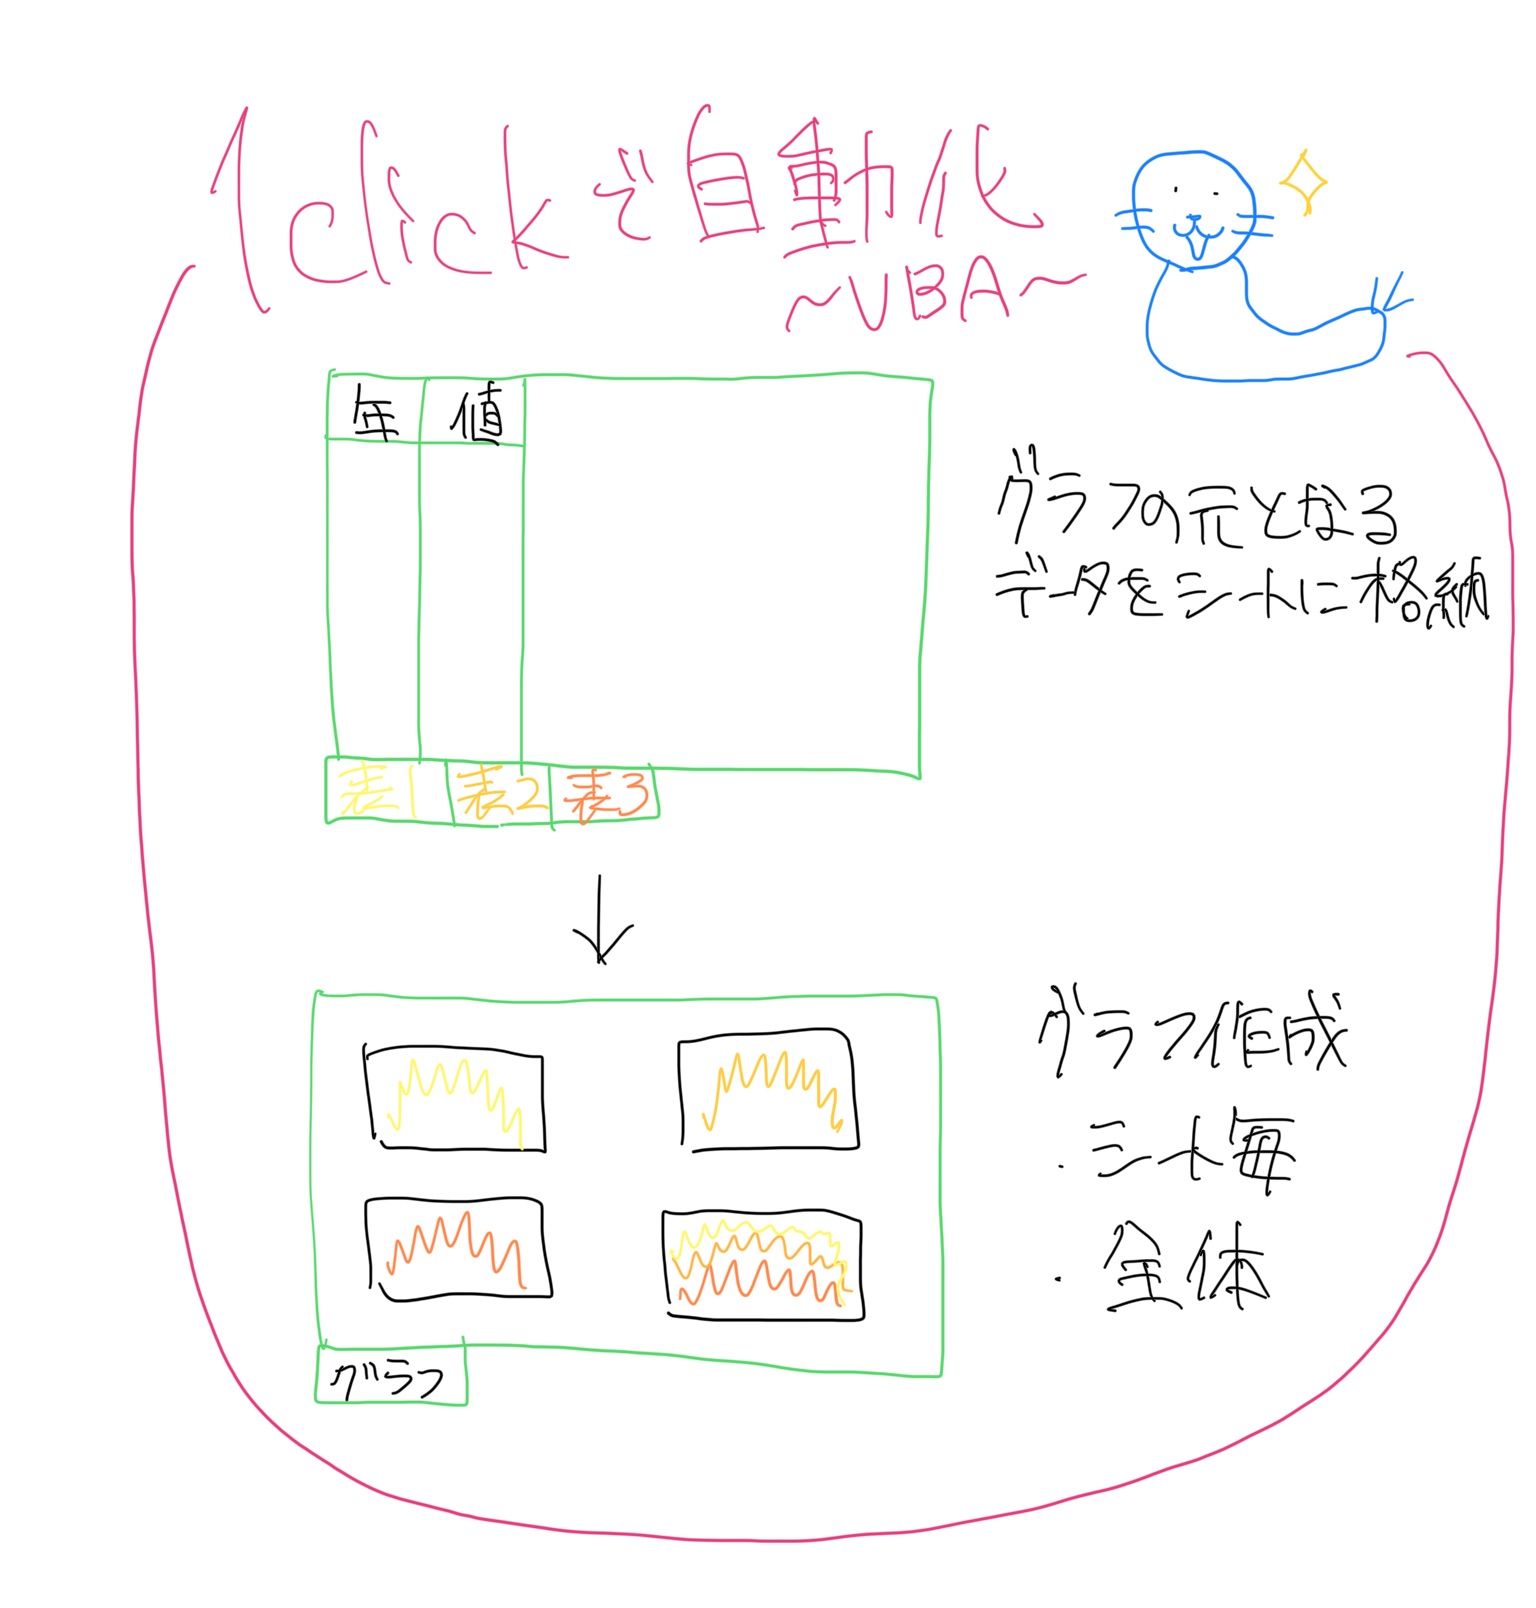 1clickで自動化
～VBA～
年 値
グラフの元となる
データをシートに格納
表1 表2 表3
グラフ作成
・シート毎
・全体
グラフ